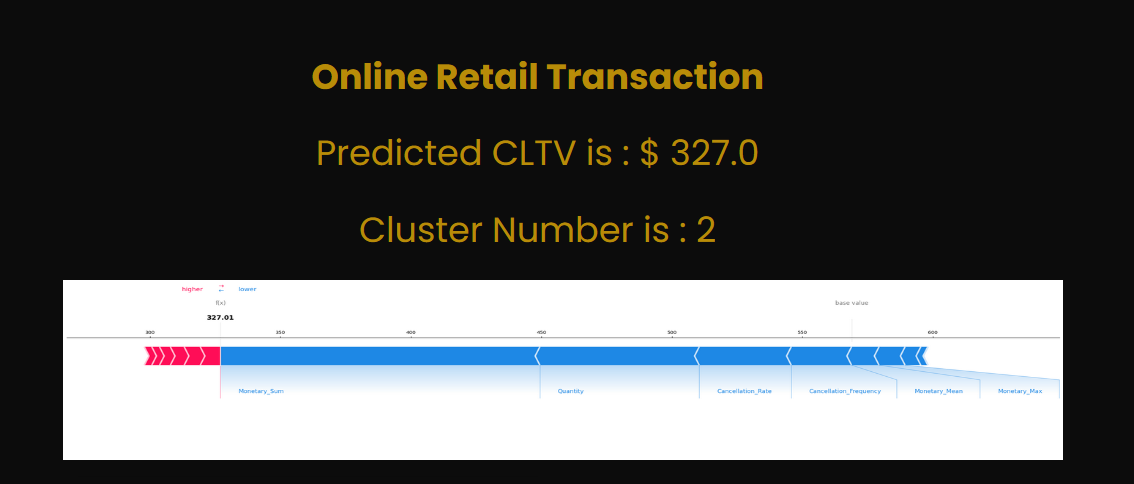 Online Retail Transaction
Predicted CLTV is : $ 327.0
Cluster Number is : 2
higher lower
f(x) base value
327.01
300 350 400 450 500 550 600
Monetary_Sum Quantity Cancellation_Rate Cancellation_Frequency Monetary_Mean Monetary_Max